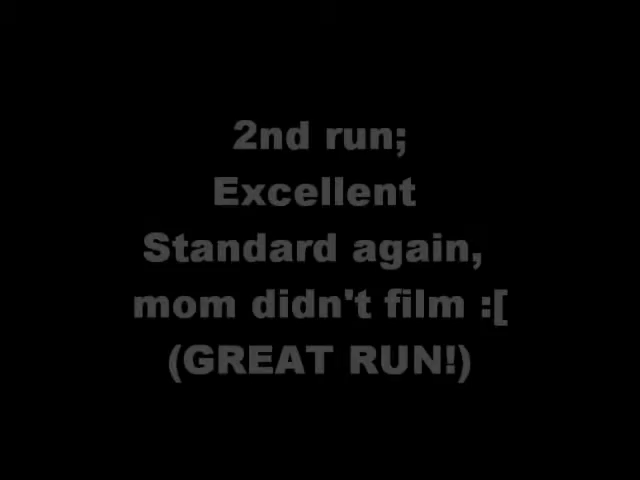 2nd run;
Excellent
Standard again,
mom didn't film :[
(GREAT RUN!)